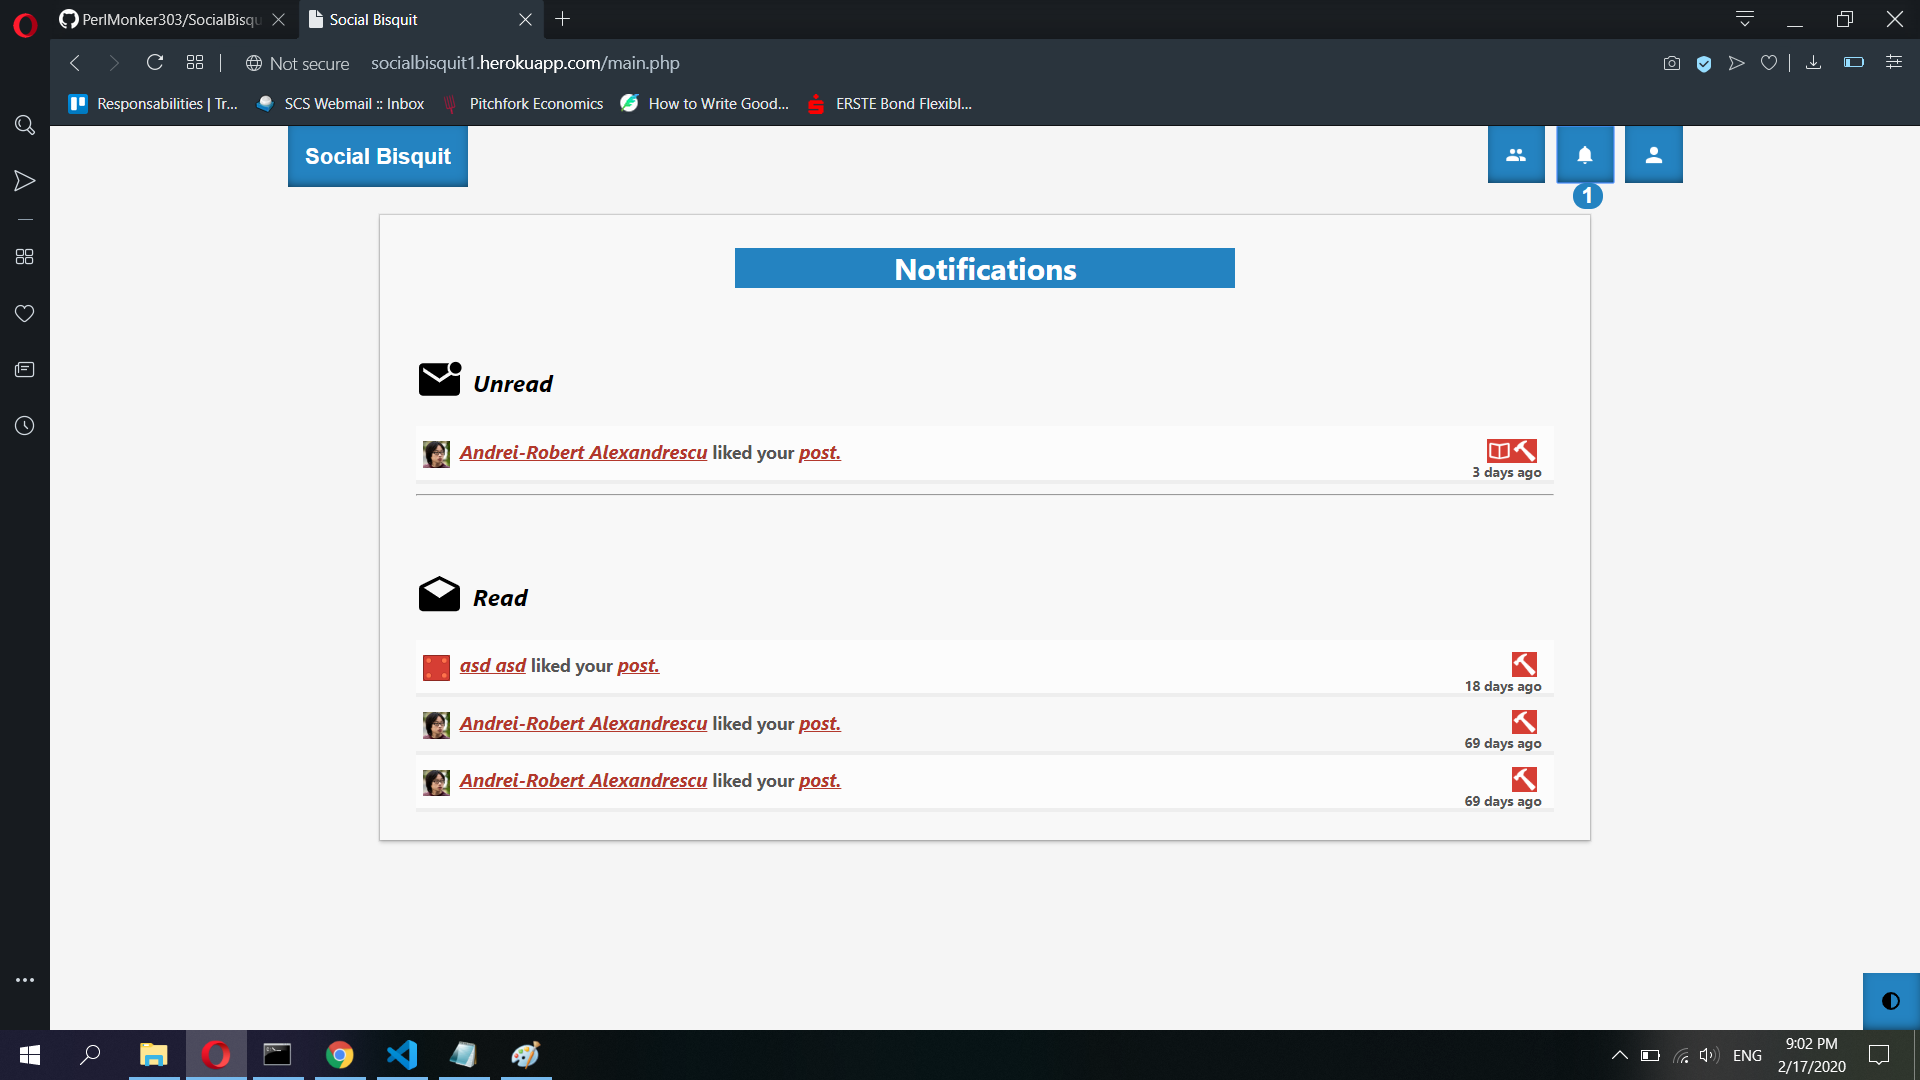 PerlMonker303/SocialBisqu
Social Bisquit
Not secure
socialbisquit1.herokuapp.com/main.php
Responsabilities | Tr...
SCS Webmail :: Inbox
Pitchfork Economics
How to Write Good...
ERSTE Bond Flexibl...
Social Bisquit
1
Notifications
Unread
Andrei-Robert Alexandrescu liked your post.
3 days ago
Read
asd asd liked your post.
18 days ago
Andrei-Robert Alexandrescu liked your post.
69 days ago
Andrei-Robert Alexandrescu liked your post.
69 days ago
ENG
9:02 PM
2/17/2020